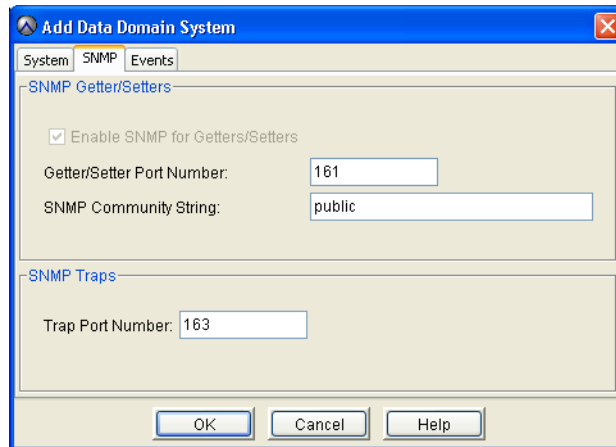 Add Data Domain System
System SNMP Events
SNMP Getter/Setters
Enable SNMP for Getters/Setters
Getter/Setter Port Number: 161
SNMP Community String: public
SNMP Traps
Trap Port Number: 163
OK Cancel Help